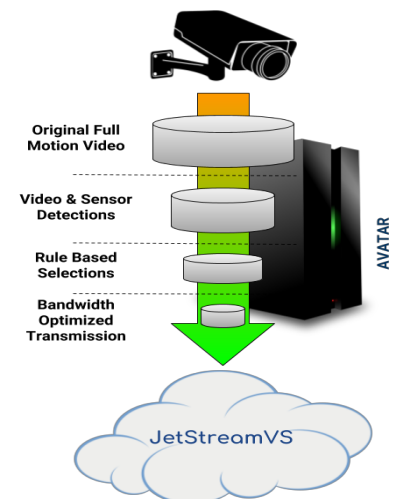 Original Full
Motion Video
Video & Sensor
Detections
Rule Based
Selections
Bandwidth
Optimized
Transmission
AVATAR
JetStreamVS